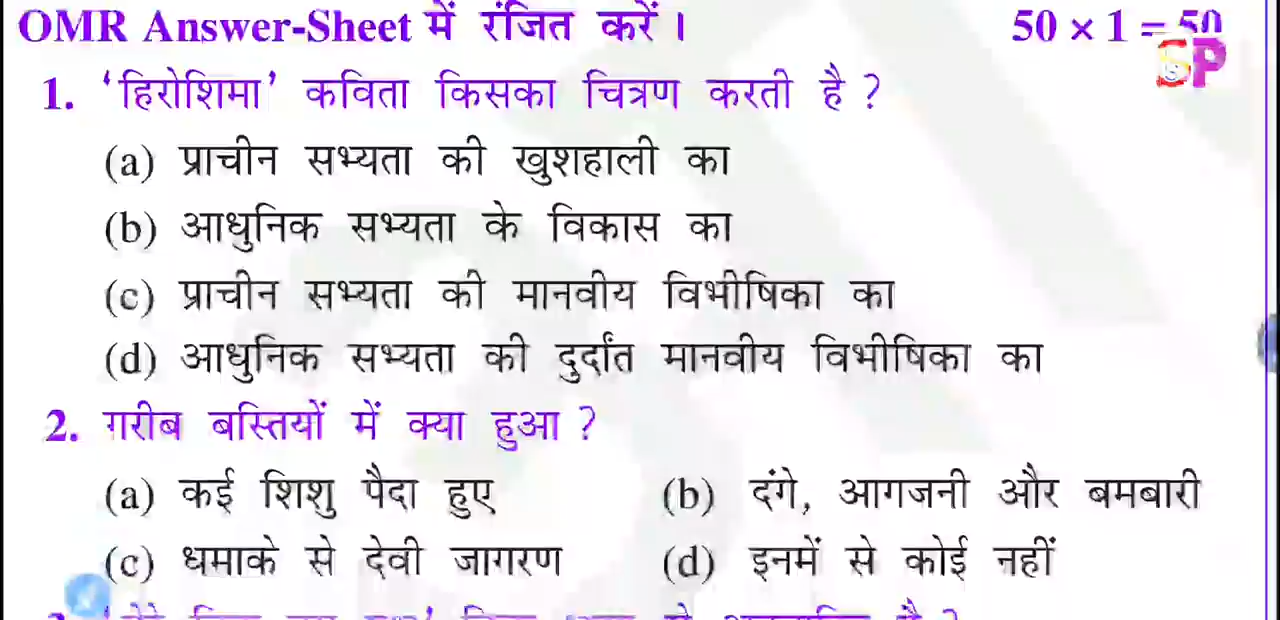 OMR Answer-Sheet में रंजित करें। 50 × 1 = 50
SP
1. ‘हिरोशिमा’ कविता किसका चित्रण करती है ?
(a) प्राचीन सभ्यता की खुशहाली का
(b) आधुनिक सभ्यता के विकास का
(c) प्राचीन सभ्यता की मानवीय विभीषिका का
(d) आधुनिक सभ्यता की दुर्दांत मानवीय विभीषिका का
2. ग़रीब बस्तियों में क्या हुआ ?
(a) कई शिशु पैदा हुए (b) दंगे, आगजनी और बमबारी
(c) धमाके से देवी जागरण (d) इनमें से कोई नहीं